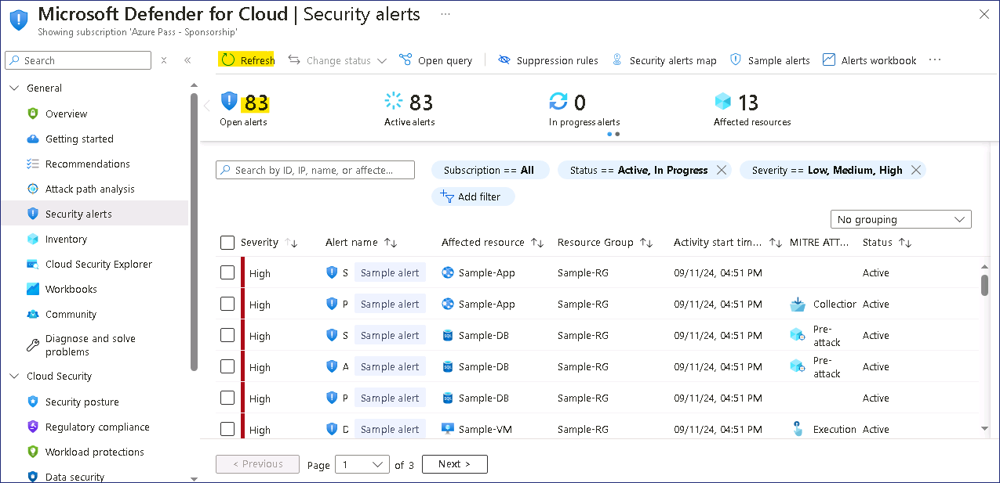 Microsoft Defender for Cloud | Security alerts ...
Showing subscription 'Azure Pass - Sponsorship'
Search
Refresh Change status Open query Suppression rules Security alerts map Sample alerts Alerts workbook ...
General
Overview
Getting started
Recommendations
Attack path analysis
Security alerts
Inventory
Cloud Security Explorer
Workbooks
Community
Diagnose and solve
problems
Cloud Security
Security posture
Regulatory compliance
Workload protections
Data security
83 83 0 13
Open alerts Active alerts In progress alerts Affected resources
Search by ID, IP, name, or affecte... Subscription == All Status == Active, In Progress Severity == Low, Medium, High
Add filter
No grouping
Severity Alert name Affected resource Resource Group Activity start tim... MITRE ATT... Status
High S Sample alert Sample-App Sample-RG 09/11/24, 04:51 PM Active
High P Sample alert Sample-App Sample-RG 09/11/24, 04:51 PM Collection Active
High S Sample alert Sample-DB Sample-RG 09/11/24, 04:51 PM Pre-
attack Active
High A Sample alert Sample-DB Sample-RG 09/11/24, 04:51 PM Pre-
attack Active
High P Sample alert Sample-DB Sample-RG 09/11/24, 04:51 PM Active
High D Sample alert Sample-VM Sample-RG 09/11/24, 04:51 PM Execution Active
< Previous Page 1 of 3 Next >